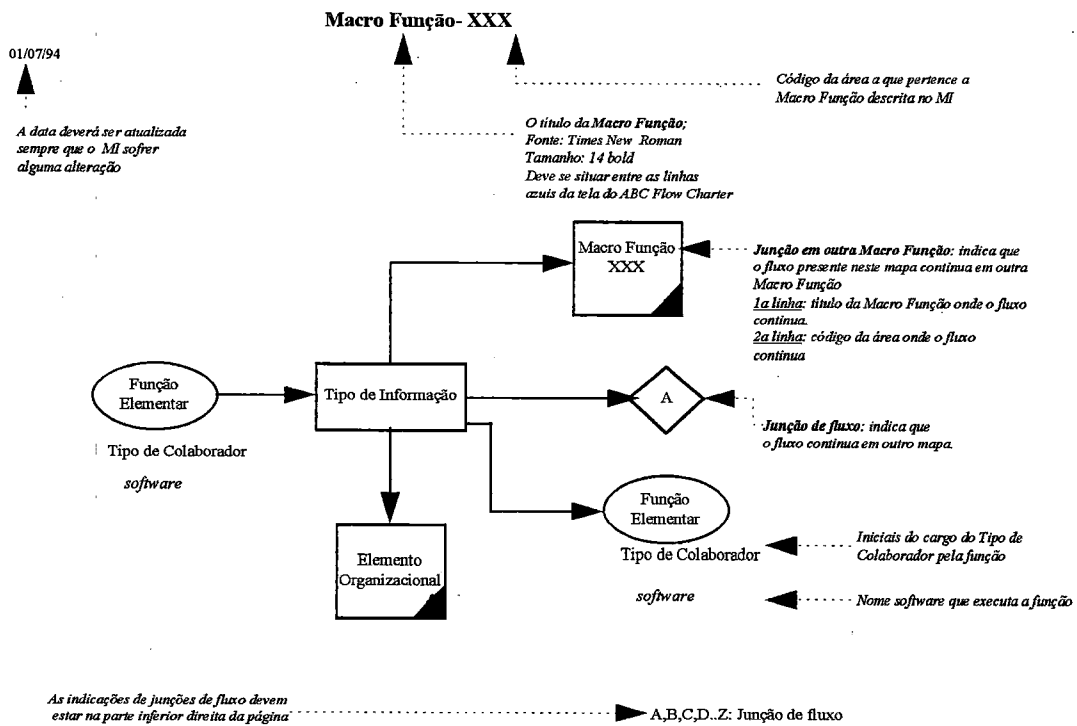 Macro Função- XXX
01/07/94
Código da área a que pertence a
Macro Função descrita no MI
A data deverá ser atualizada
sempre que o MI sofrer
alguma alteração
O título da Macro Função;
Fonte: Times New Roman
Tamanho: 14 bold
Deve se situar entre as linhas
azuis da tela do ABC Flow Charter
Macro Função
XXX
Junção em outra Macro Função: indica que
o fluxo presente neste mapa continua em outra
Macro Função
1a linha: título da Macro Função onde o fluxo
continua.
2a linha: código da área onde o fluxo
continua
Função
Elementar
Tipo de Colaborador
software
Tipo de Informação
A
Junção de fluxo: indica que
o fluxo continua em outro mapa.
Função
Elementar
Tipo de Colaborador
software
Iniciais do cargo do Tipo de
Colaborador pela função
Nome software que executa a função
Elemento
Organizacional
As indicações de junções de fluxo devem
estar na parte inferior direita da página
A,B,C,D..Z: Junção de fluxo